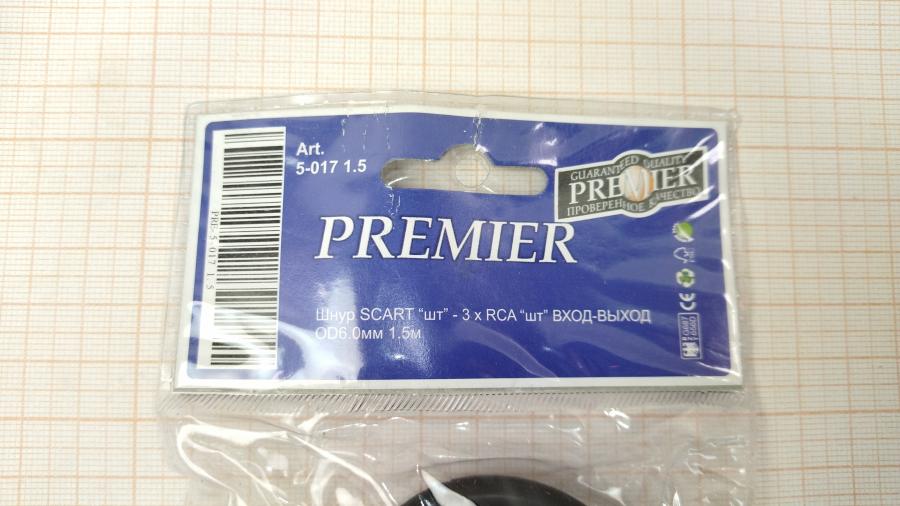 Art.
5-017 1.5
GUARANTEED QUALITY
PREMIER
ПРОВЕРЕННОЕ КАЧЕСТВО
PREMIER
Шнур SCART “шт” - 3 x RCA “шт” ВХОД-ВЫХОД
OD6.0мм 1.5м
CE